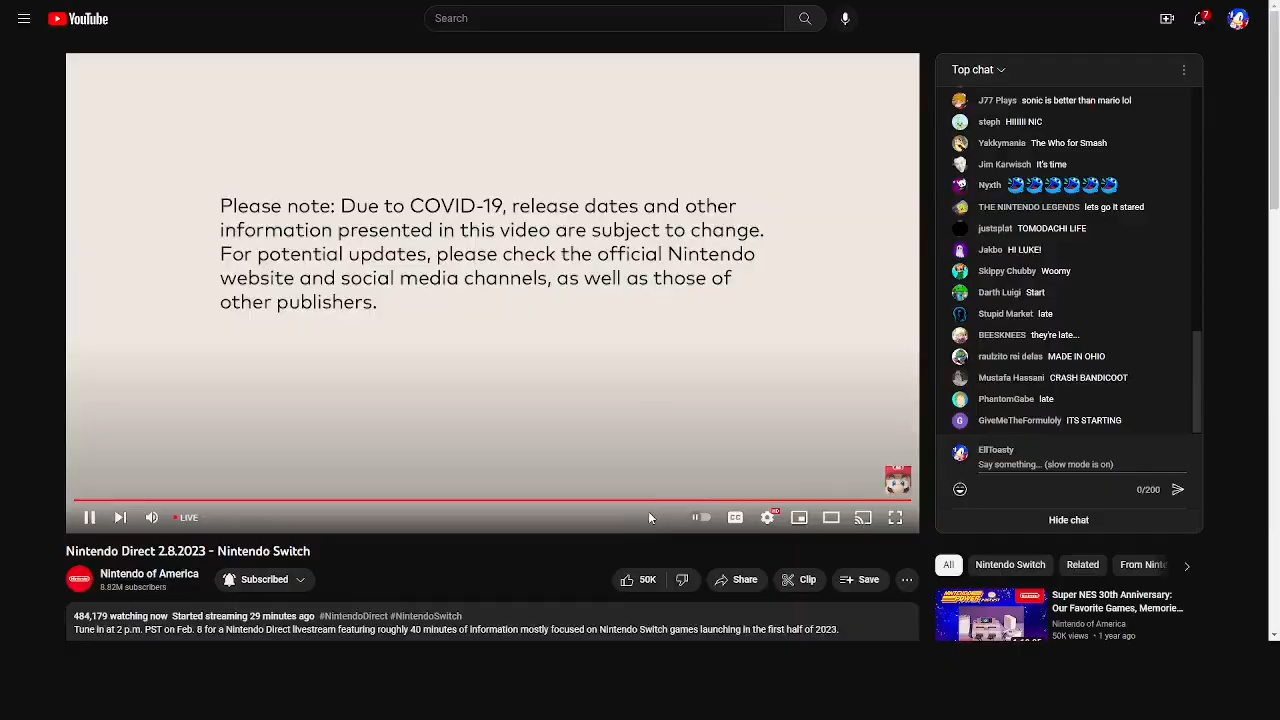 YouTube
Search
7
Please note: Due to COVID-19, release dates and other
information presented in this video are subject to change.
For potential updates, please check the official Nintendo
website and social media channels, as well as those of
other publishers.
LIVE
CC
HD
Nintendo Direct 2.8.2023 - Nintendo Switch
Nintendo of America
8.82M subscribers
Subscribed
50K
Share
Clip
Save
484,179 watching now Started streaming 29 minutes ago #NintendoDirect #NintendoSwitch
Tune in at 2 p.m. PST on Feb. 8 for a Nintendo Direct livestream featuring roughly 40 minutes of information mostly focused on Nintendo Switch games launching in the first half of 2023.
Top chat
J77 Plays sonic is better than mario lol
steph HIIIIII NIC
Yakkymania The Who for Smash
Jim Karwisch It's time
Nyxth
THE NINTENDO LEGENDS lets go it stared
justsplat TOMODACHI LIFE
Jakbo HI LUKE!
Skippy Chubby Woomy
Darth Luigi Start
Stupid Market late
BEESKNEES they're late...
raulzito rei delas MADE IN OHIO
Mustafa Hassani CRASH BANDICOOT
PhantomGabe late
G GiveMeTheFormuloly ITS STARTING
EllToasty
Say something... (slow mode is on)
0/200
Hide chat
All
Nintendo Switch
Related
From Ninte
Super NES 30th Anniversary:
Our Favorite Games, Memorie...
Nintendo of America
50K views • 1 year ago